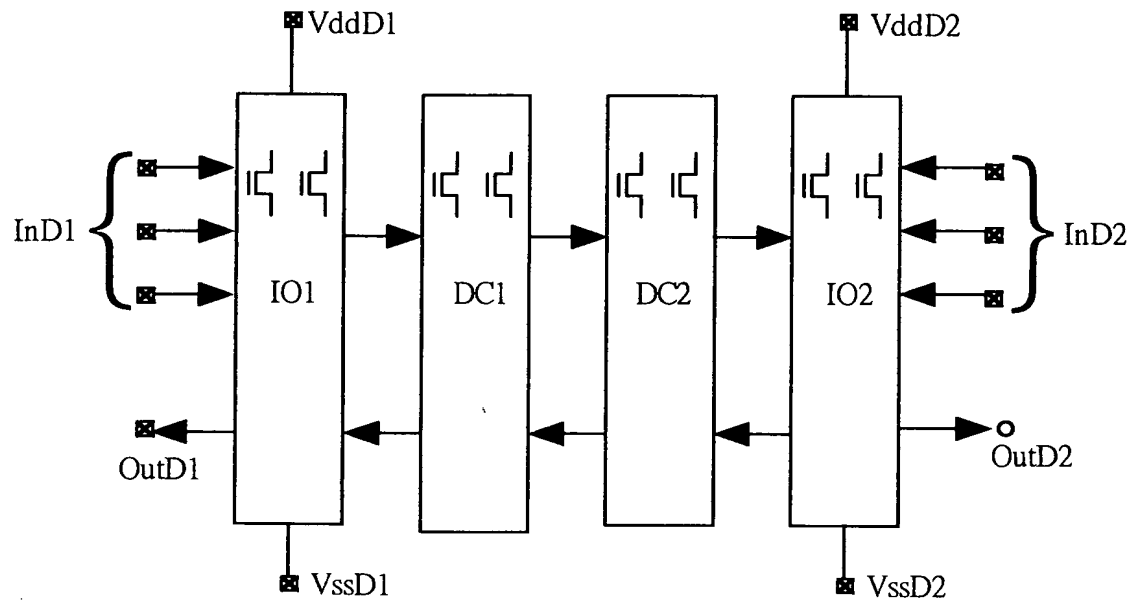 VddD1
VddD2
InD1
InD2
IO1
DC1
DC2
IO2
OutD1
OutD2
VssD1
VssD2